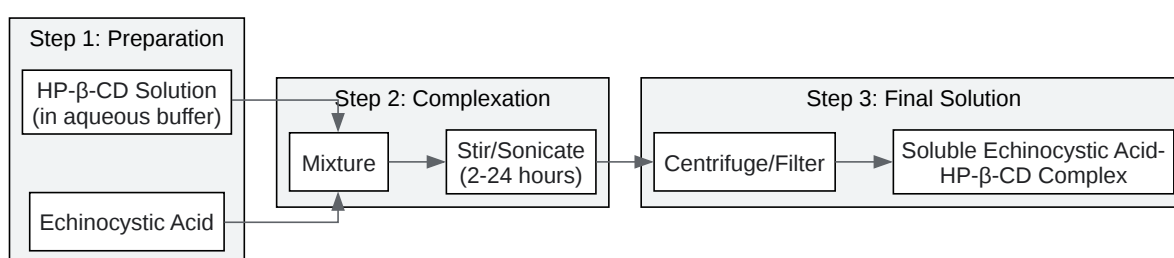 Step 1: Preparation
HP-β-CD Solution
(in aqueous buffer)
Echinocystic Acid
Step 2: Complexation
Mixture
Stir/Sonicate
(2-24 hours)
Step 3: Final Solution
Centrifuge/Filter
Soluble Echinocystic Acid-
HP-β-CD Complex